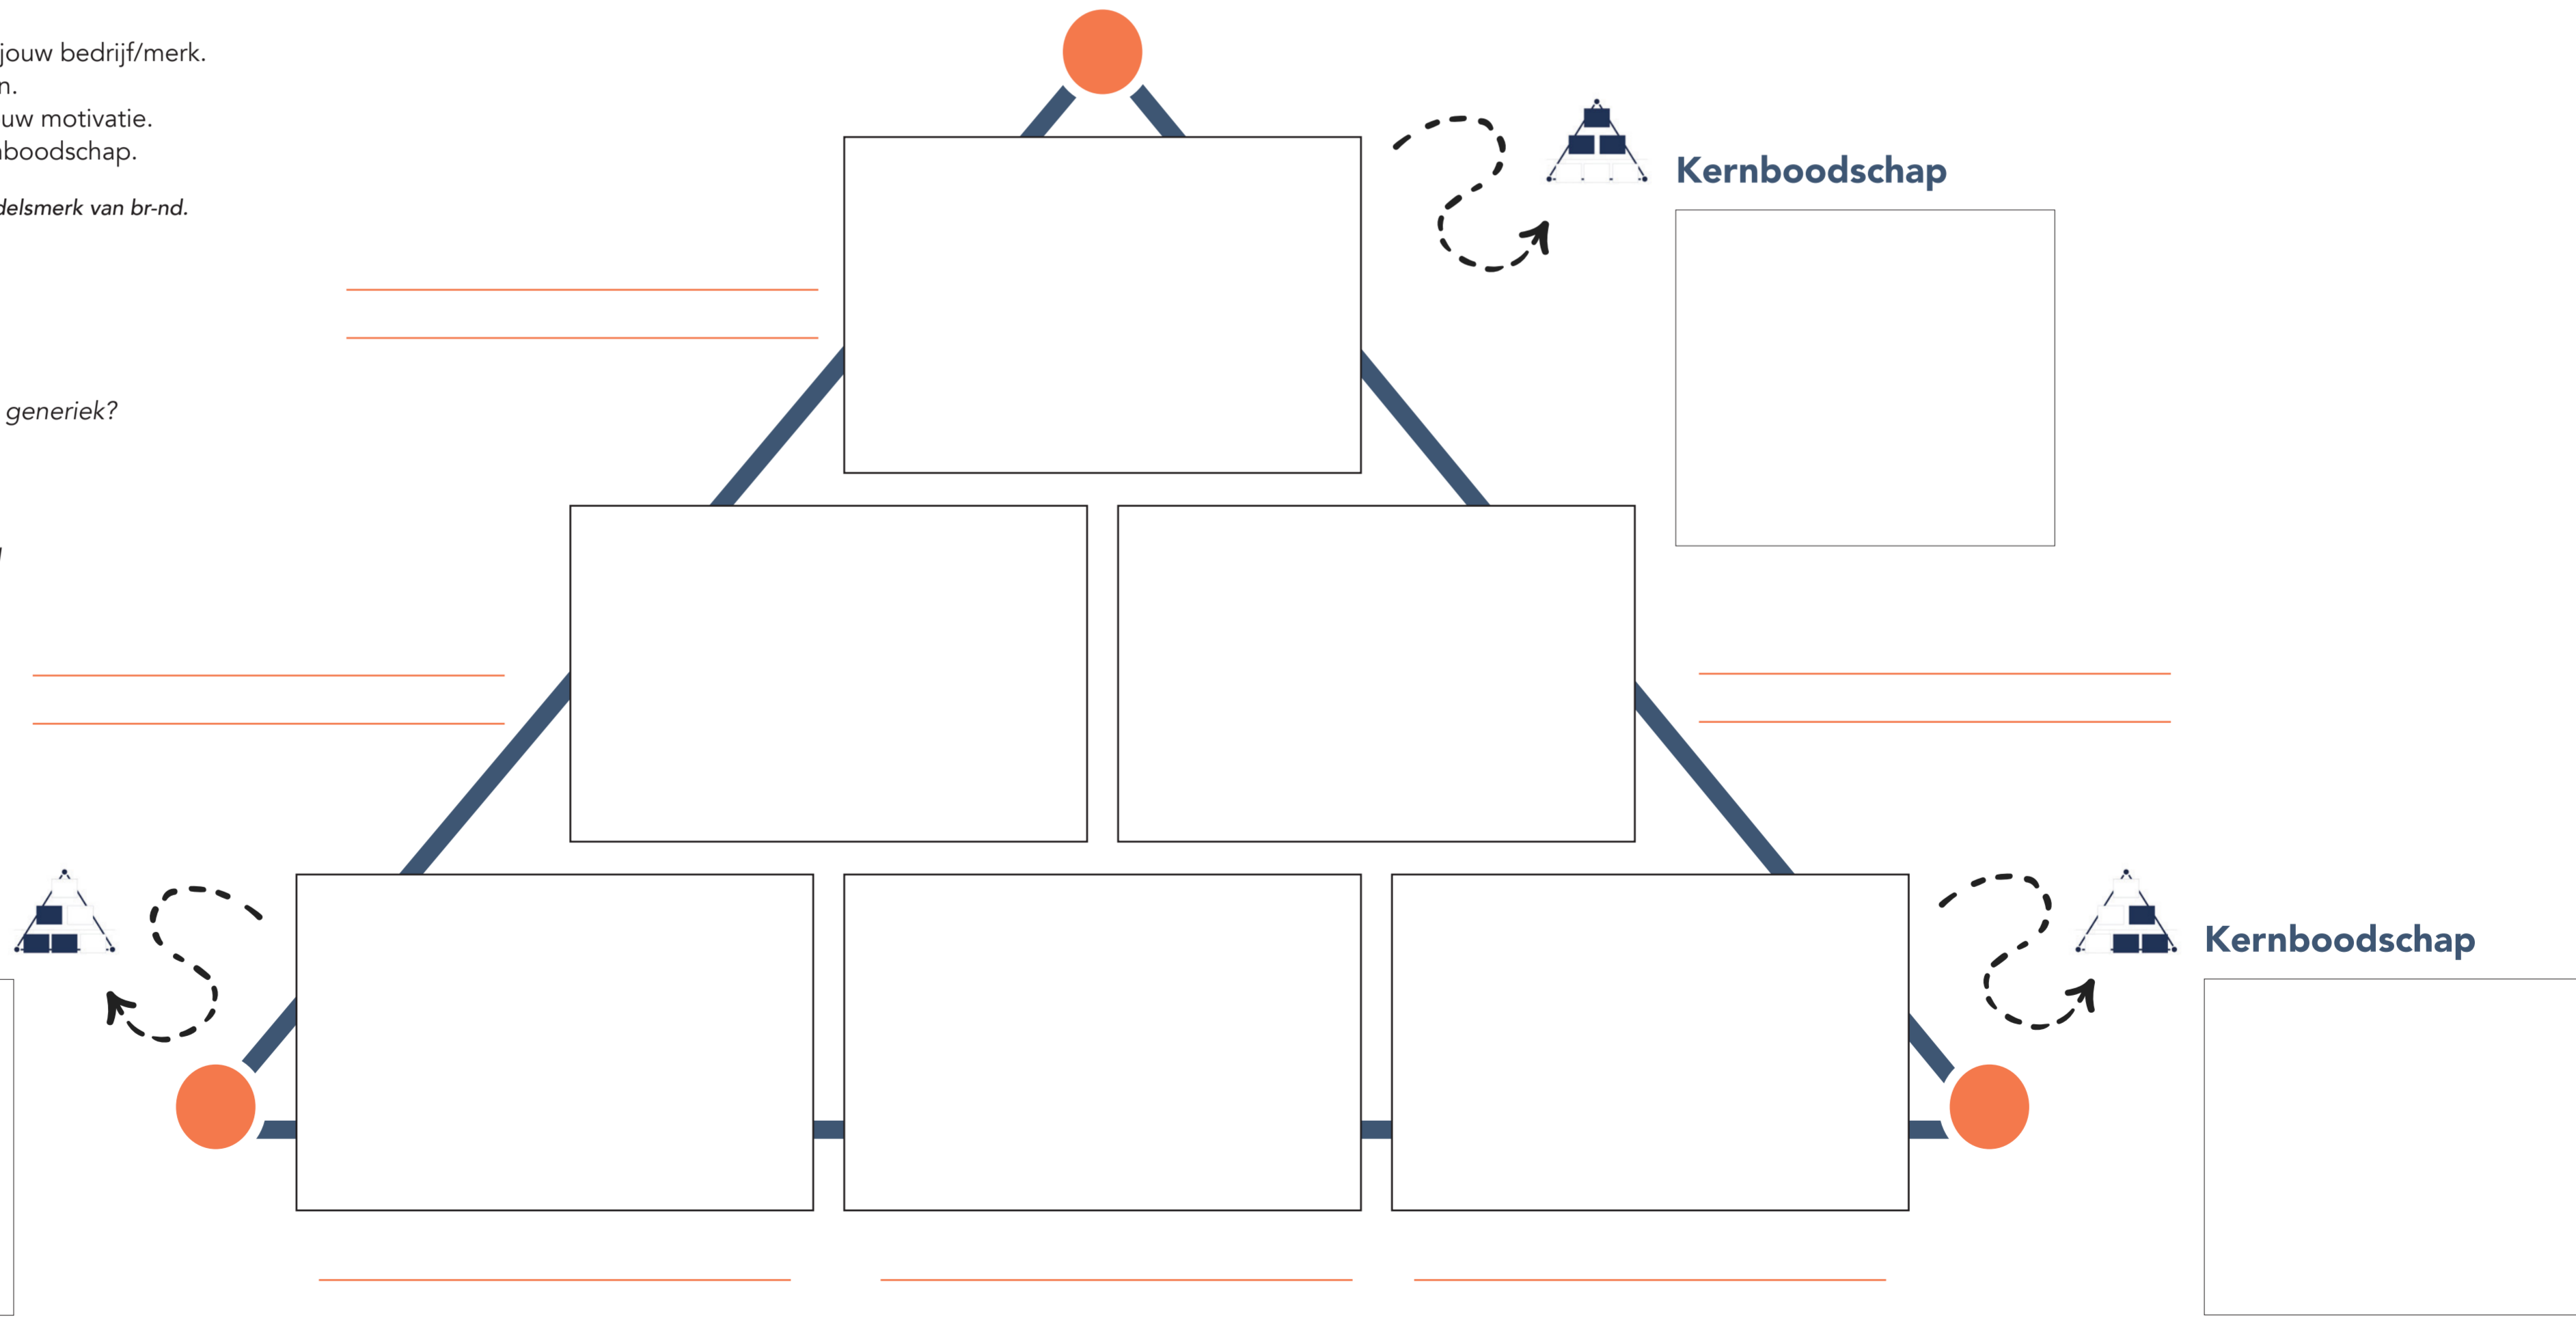 jouw bedrijf/merk.
n.
uw motivatie.
boodschap.
delsmerk van br-nd.
generiek?
Kernboodschap
Kernboodschap